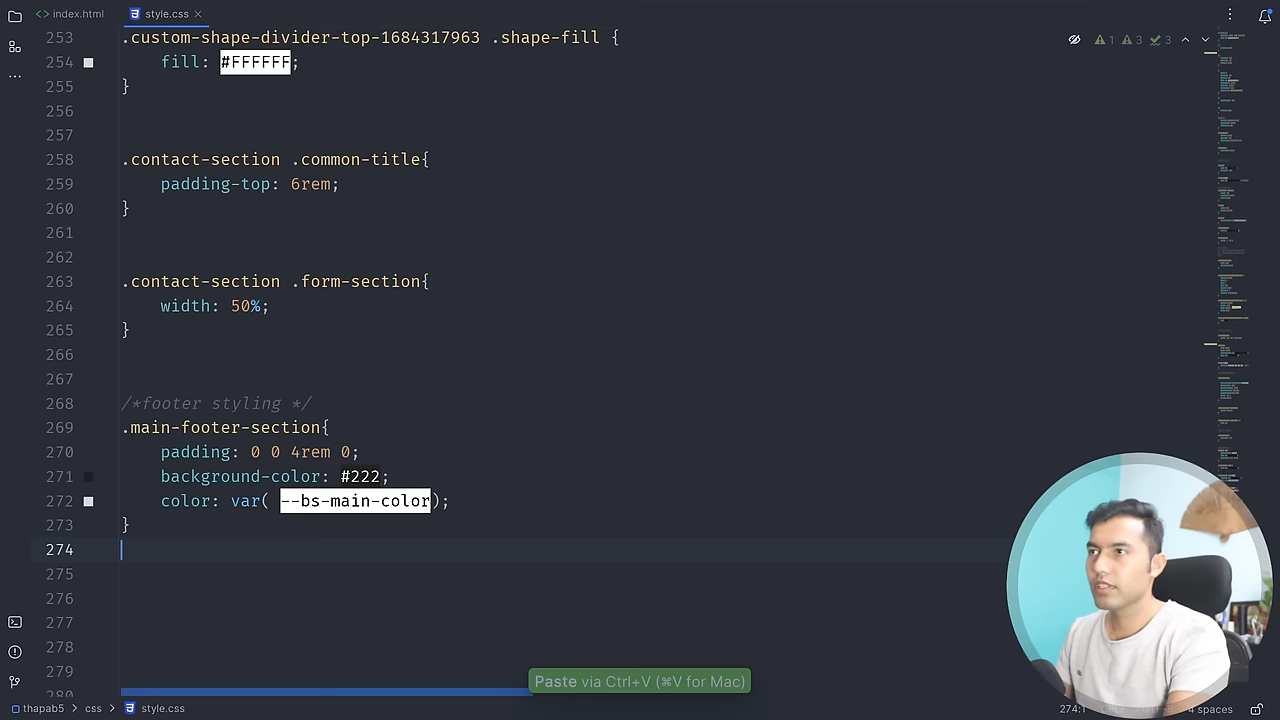 index.html
style.css
253 .custom-shape-divider-top-1684317963 .shape-fill {
254 fill: #FFFFFF;
255 }
256
257
258 .contact-section .common-title{
259 padding-top: 6rem;
260 }
261
262
263 .contact-section .form-section{
264 width: 50%;
265 }
266
267
268 /*footer styling */
269 .main-footer-section{
270 padding: 0 0 4rem 0;
271 background-color: #222;
272 color: var( --bs-main-color);
273 }
274
275
276
277
278
279
280
1 3 3
Paste via Ctrl+V (⌘V for Mac)
thapab5 > css > style.css
274:1
4 spaces